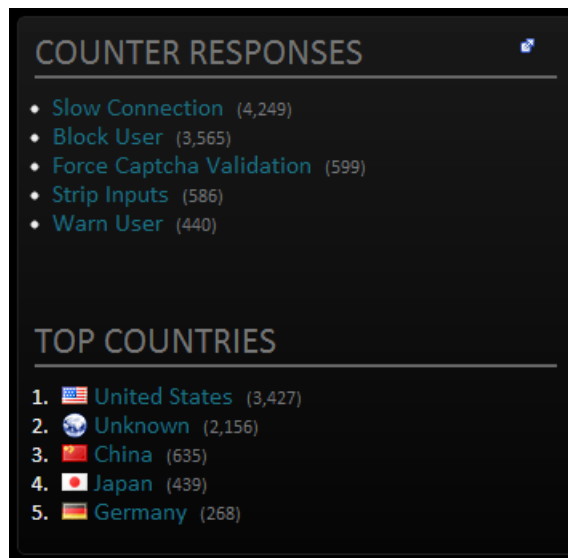 COUNTER RESPONSES
• Slow Connection (4,249)
• Block User (3,565)
• Force Captcha Validation (599)
• Strip Inputs (586)
• Warn User (440)
TOP COUNTRIES
1. United States (3,427)
2. Unknown (2,156)
3. China (635)
4. Japan (439)
5. Germany (268)